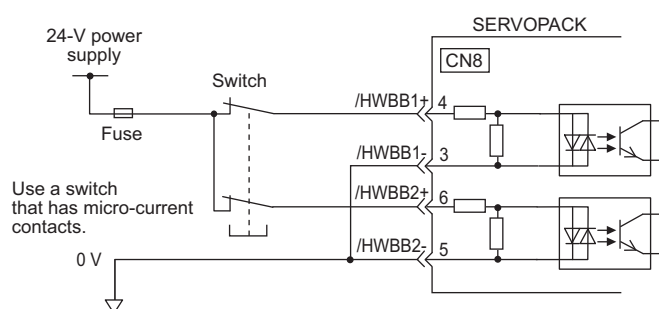 SERVOPACK
24-V power
supply
CN8
Switch
/HWBB1+ 4
Fuse
/HWBB1- 3
Use a switch
that has micro-current
contacts.
/HWBB2+ 6
/HWBB2- 5
0 V